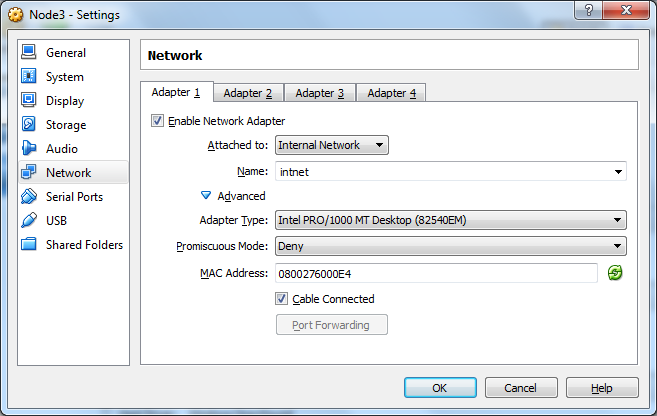 Node3 - Settings
General
System
Display
Storage
Audio
Network
Serial Ports
USB
Shared Folders
Network
Adapter 1 Adapter 2 Adapter 3 Adapter 4
Enable Network Adapter
Attached to: Internal Network
Name: intnet
Advanced
Adapter Type: Intel PRO/1000 MT Desktop (82540EM)
Promiscuous Mode: Deny
MAC Address: 0800276000E4
Cable Connected
Port Forwarding
OK Cancel Help